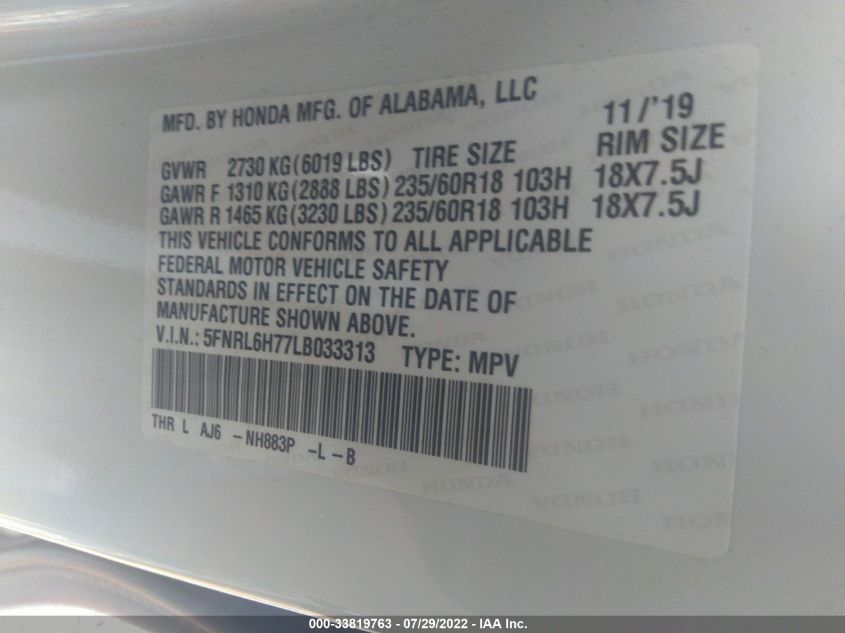 MFD. BY HONDA MFG. OF ALABAMA, LLC 11/'19
GVWR 2730 KG(6019 LBS) TIRE SIZE RIM SIZE
GAWR F 1310 KG(2888 LBS) 235/60R18 103H 18X7.5J
GAWR R 1465 KG(3230 LBS) 235/60R18 103H 18X7.5J
THIS VEHICLE CONFORMS TO ALL APPLICABLE
FEDERAL MOTOR VEHICLE SAFETY
STANDARDS IN EFFECT ON THE DATE OF
MANUFACTURE SHOWN ABOVE.
V.I.N.: 5FNRL6H77LB033313 TYPE: MPV
THR L AJ6 -NH883P -L-B
HONDA
000-33819763 - 07/29/2022 - IAA Inc.